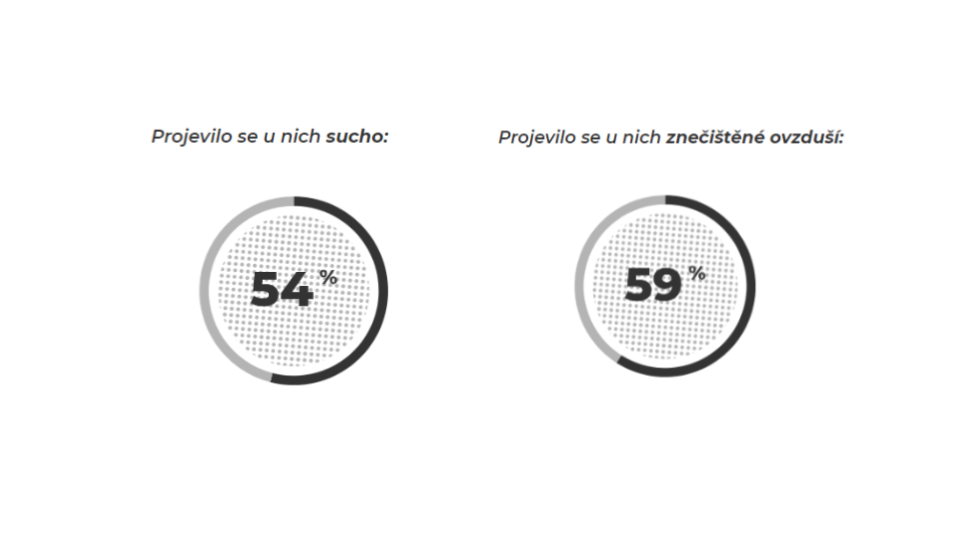 Projevilo se u nich sucho:
Projevilo se u nich znečištěné ovzduší:
54 %
59 %